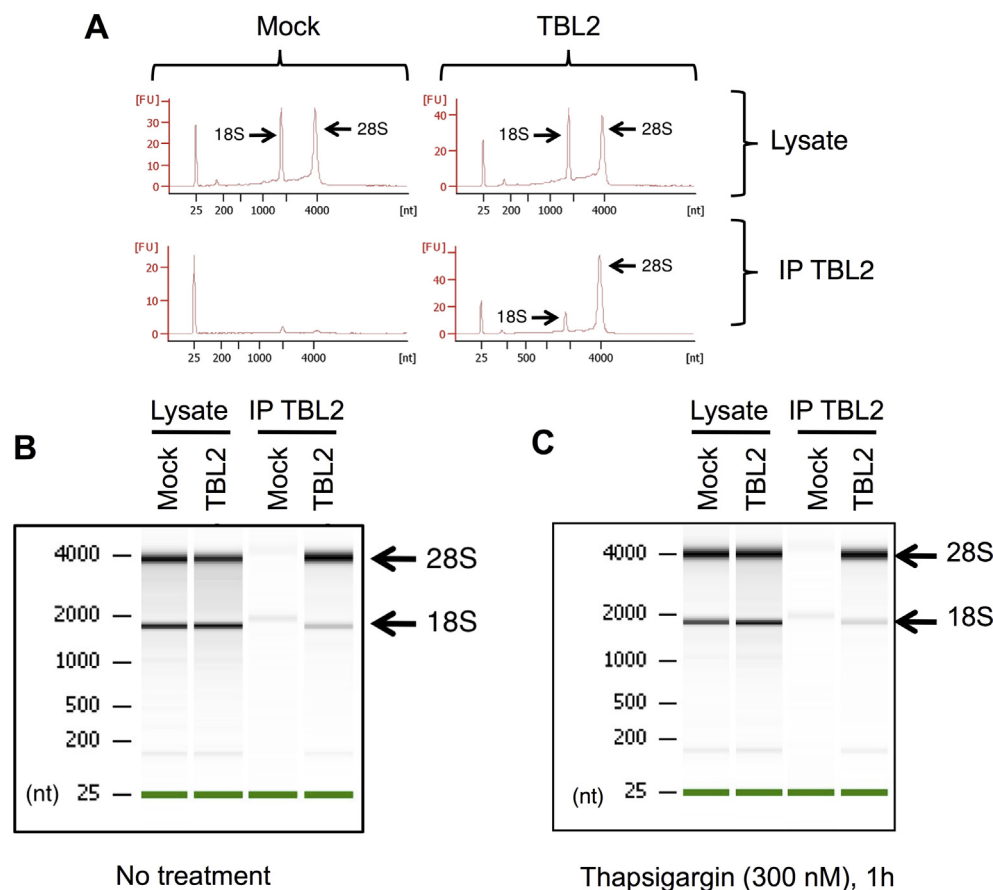 A
Mock
TBL2
[FU]
30
20
10
0
18S
28S
25 200 1000 4000 [nt]
[FU]
40
20
0
18S
28S
25 200 1000 4000 [nt]
Lysate
[FU]
20
10
0
25 200 1000 4000 [nt]
[FU]
40
20
0
18S
28S
25 500 4000 [nt]
IP TBL2
B
Lysate IP TBL2
Mock TBL2 Mock TBL2
4000
2000
1000
500
200
(nt) 25
28S
18S
No treatment
C
Lysate IP TBL2
Mock TBL2 Mock TBL2
4000
2000
1000
500
200
(nt) 25
28S
18S
Thapsigargin (300 nM), 1h